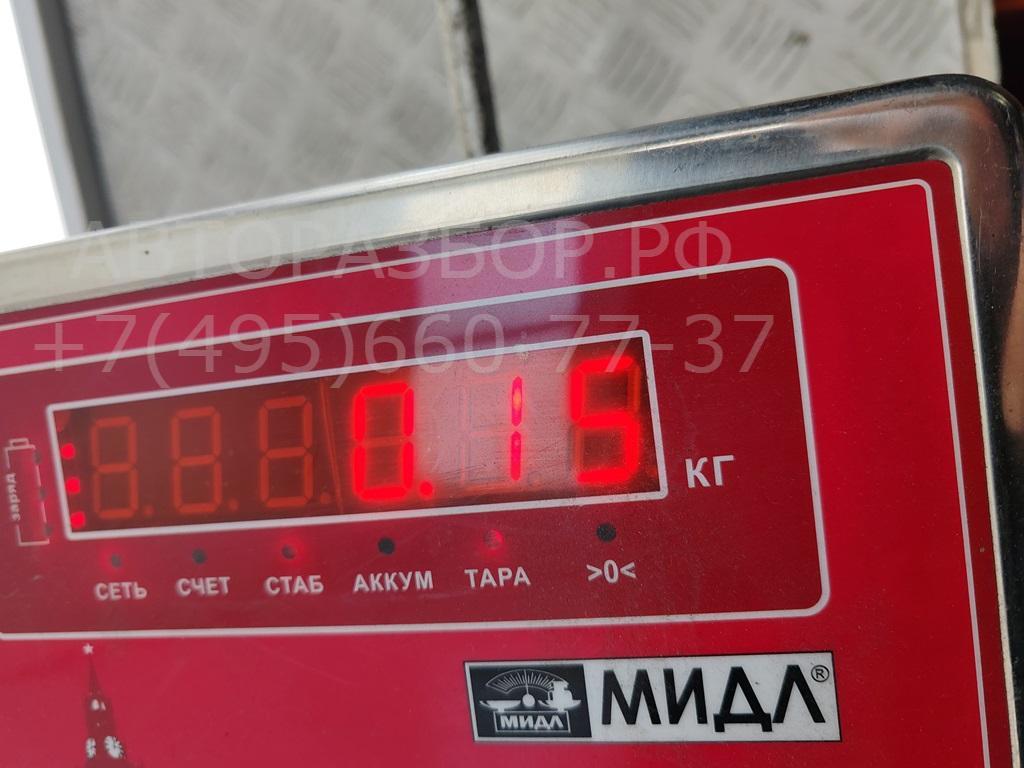 АВТОРАЗБОР.РФ
+7(495)660-77-37
0.15
КГ
заряд
СЕТЬ СЧЕТ СТАБ АККУМ ТАРА >0<
МИДЛ
МИДЛ®